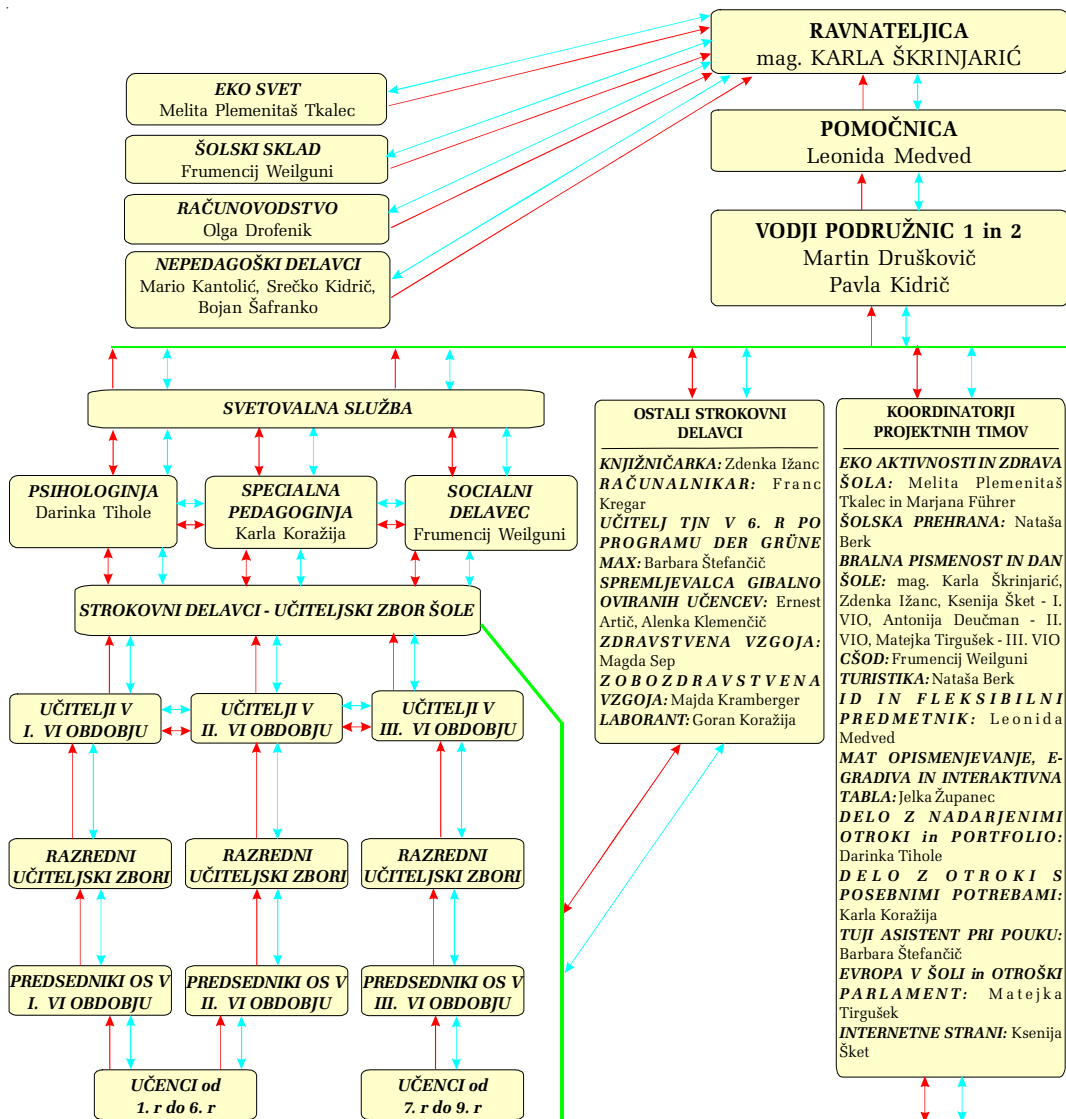 RAVNATELJICA
mag. KARLA ŠKRINJARIĆ
EKO SVET
Melita Plemenitaš Tkalec
ŠOLSKI SKLAD
Frumencij Weilguni
RAČUNOVODSTVO
Olga Drofenik
NEPEDAGOŠKI DELAVCI
Mario Kantolić, Srečko Kidrič,
Bojan Šafranko
POMOČNICA
Leonida Medved
VODJI PODRUŽNIC 1 in 2
Martin Druškovič
Pavla Kidrič
SVETOVALNA SLUŽBA
PSIHOLOGINJA
Darinka Tihole
SPECIALNA
PEDAGOGINJA
Karla Koražija
SOCIALNI
DELAVEC
Frumencij Weilguni
STROKOVNI DELAVCI - UČITELJSKI ZBOR ŠOLE
UČITELJI V
I. VI OBDOBJU
UČITELJI V
II. VI OBDOBJU
UČITELJI V
III. VI OBDOBJU
RAZREDNI
UČITELJSKI ZBORI
RAZREDNI
UČITELJSKI ZBORI
RAZREDNI
UČITELJSKI ZBORI
PREDSEDNIKI OS V
I. VI OBDOBJU
PREDSEDNIKI OS V
II. VI OBDOBJU
PREDSEDNIKI OS V
III. VI OBDOBJU
UČENCI od
1. r do 6. r
UČENCI od
7. r do 9. r
OSTALI STROKOVNI
DELAVCI
KNJIŽNIČARKA: Zdenka Ižanc
RAČUNALNIKAR: Franc
Kregar
UČITELJ TJN V 6. R PO
PROGRAMU DER GRÜNE
MAX: Barbara Štefančič
SPREMLJEVALCA GIBALNO
OVIRANIH UČENCEV: Ernest
Artič, Alenka Klemenčič
ZDRAVSTVENA VZGOJA:
Magda Sep
ZOBOZDRAVSTVENA
VZGOJA: Majda Kramberger
LABORANT: Goran Koražija
KOORDINATORJI
PROJEKTNIH TIMOV
EKO AKTIVNOSTI IN ZDRAVA
ŠOLA: Melita Plemenitaš
Tkalec in Marjana Führer
ŠOLSKA PREHRANA: Nataša
Berk
BRALNA PISMENOST IN DAN
ŠOLE: mag. Karla Škrinjarić,
Zdenka Ižanc, Ksenija Šket - I.
VIO, Antonija Deučman - II.
VIO, Matejka Tirgušek - III. VIO
CŠOD: Frumencij Weilguni
TURISTIKA: Nataša Berk
ID IN FLEKSIBILNI
PREDMETNIK: Leonida
Medved
MAT OPISMENJEVANJE, E-
GRADIVA IN INTERAKTIVNA
TABLA: Jelka Županec
DELO Z NADARJENIMI
OTROKI in PORTFOLIO:
Darinka Tihole
DELO Z OTROKI S
POSEBNIMI POTREBAMI:
Karla Koražija
TUJI ASISTENT PRI POUKU:
Barbara Štefančič
EVROPA V ŠOLI in OTROŠKI
PARLAMENT: Matejka
Tirgušek
INTERNETNE STRANI: Ksenija
Šket